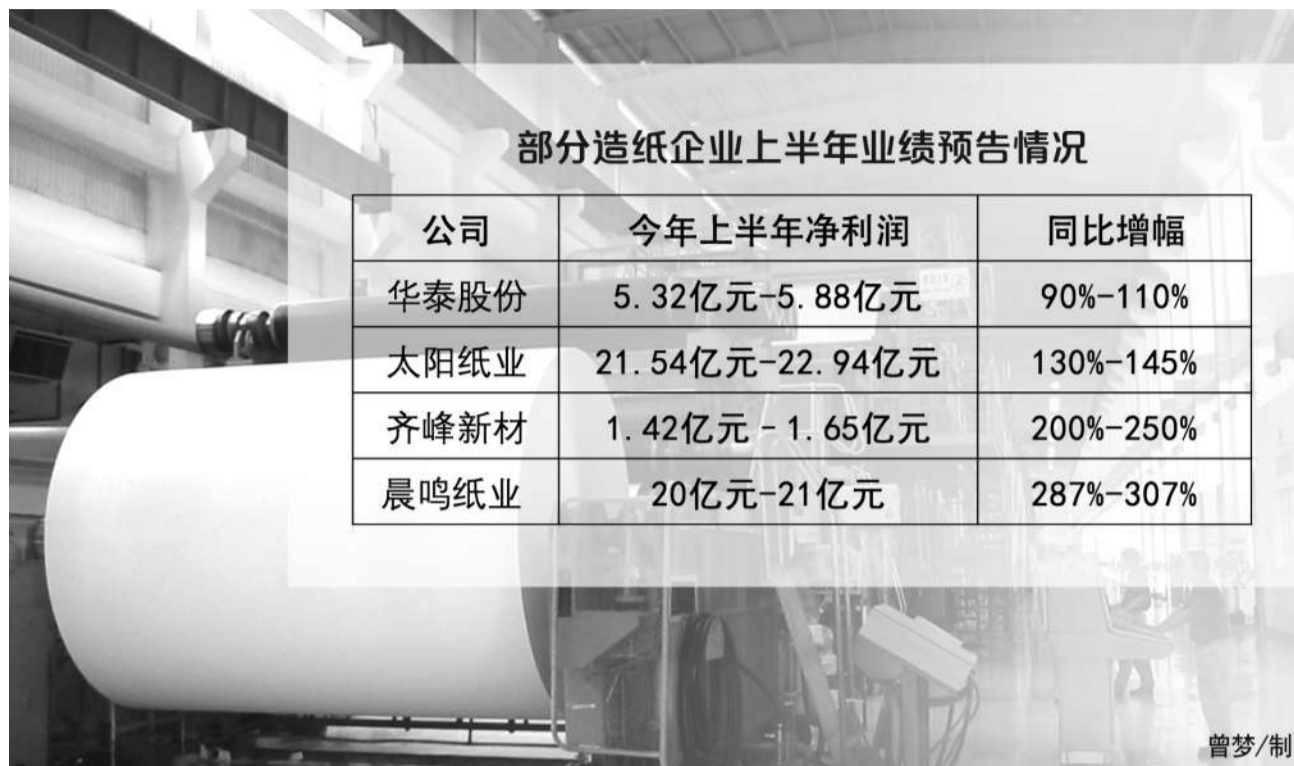 部分造纸企业上半年业绩预告情况
公司 今年上半年净利润 同比增幅
华泰股份 5.32亿元-5.88亿元 90%-110%
太阳纸业 21.54亿元-22.94亿元 130%-145%
齐峰新材 1.42亿元-1.65亿元 200%-250%
晨鸣纸业 20亿元-21亿元 287%-307%
曾梦/制